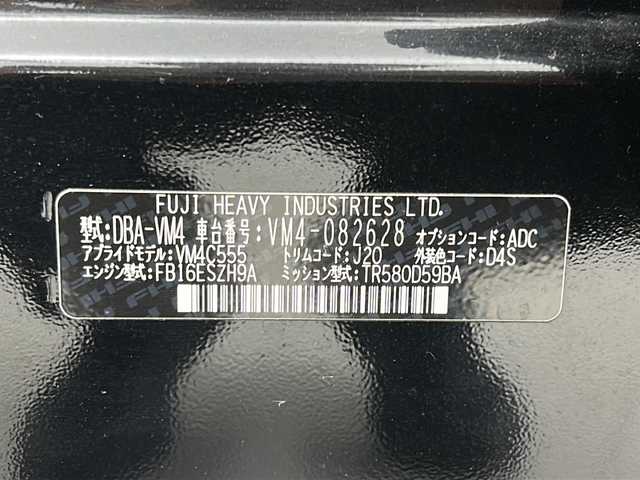 FUJI HEAVY INDUSTRIES LTD.
型式:DBA-VM4 車台番号:VM4-082628 オプションコード:ADC
アプライドモデル:VM4C555 トリムコード:J20 外装色コード:D4S
エンジン型式:FB16ESZH9A ミッション型式:TR580D59BA